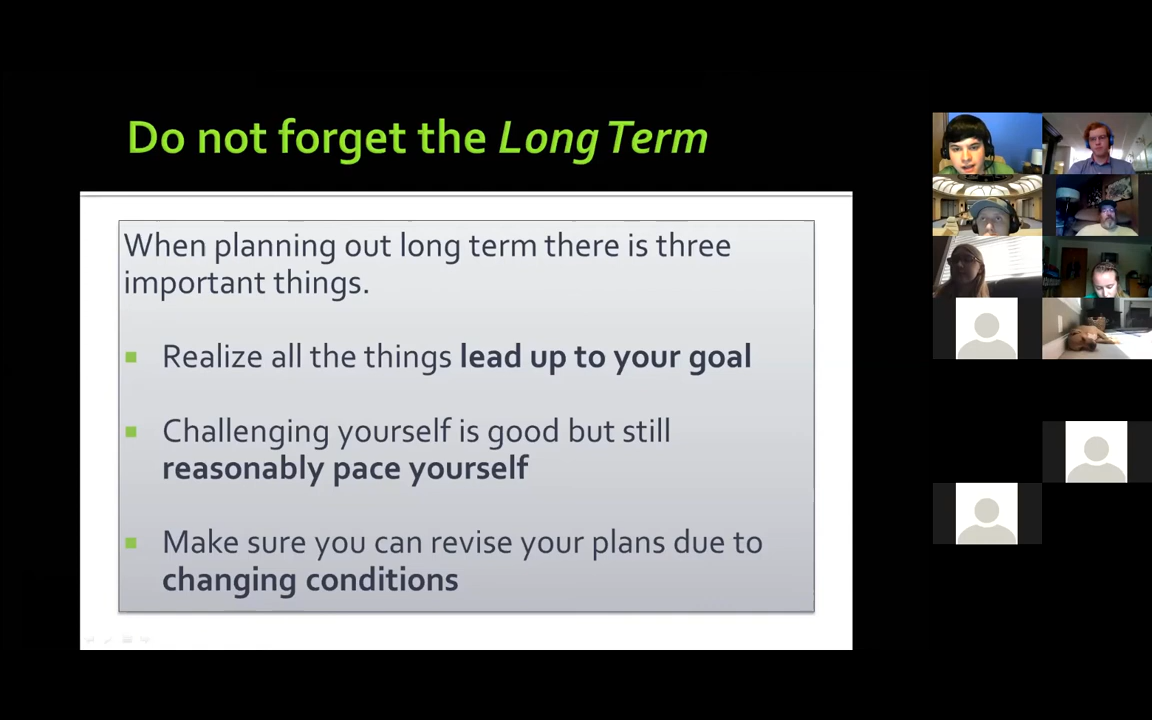 Do not forget the Long Term
When planning out long term there is three
important things.
Realize all the things lead up to your goal
Challenging yourself is good but still
reasonably pace yourself
Make sure you can revise your plans due to
changing conditions